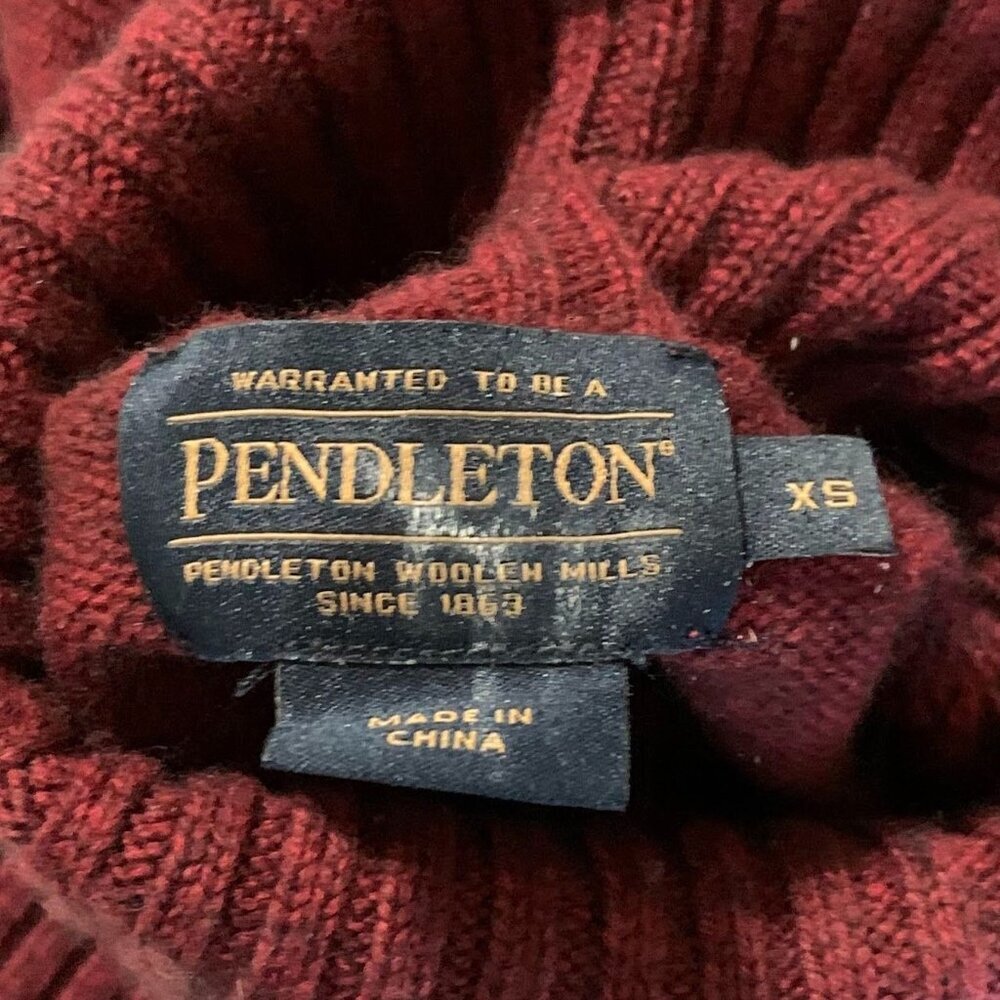 WARRANTED TO BE A
PENDLETON®
XS
PENDLETON WOOLEN MILLS
SINCE 1863
MADE IN
CHINA